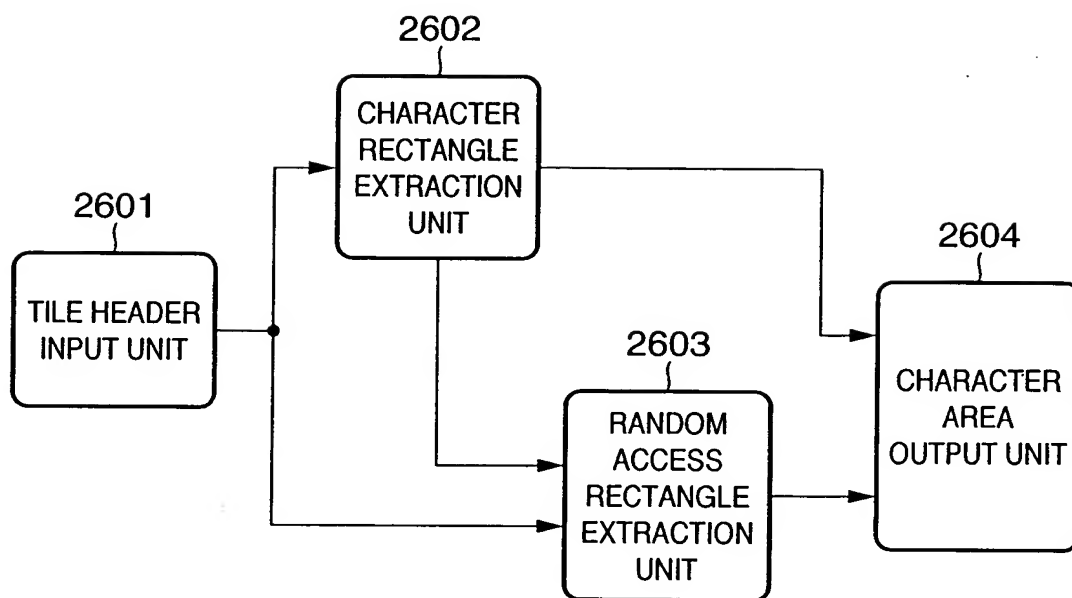 2602
CHARACTER
RECTANGLE
EXTRACTION
UNIT
2601
TILE HEADER
INPUT UNIT
2603
RANDOM
ACCESS
RECTANGLE
EXTRACTION
UNIT
2604
CHARACTER
AREA
OUTPUT UNIT